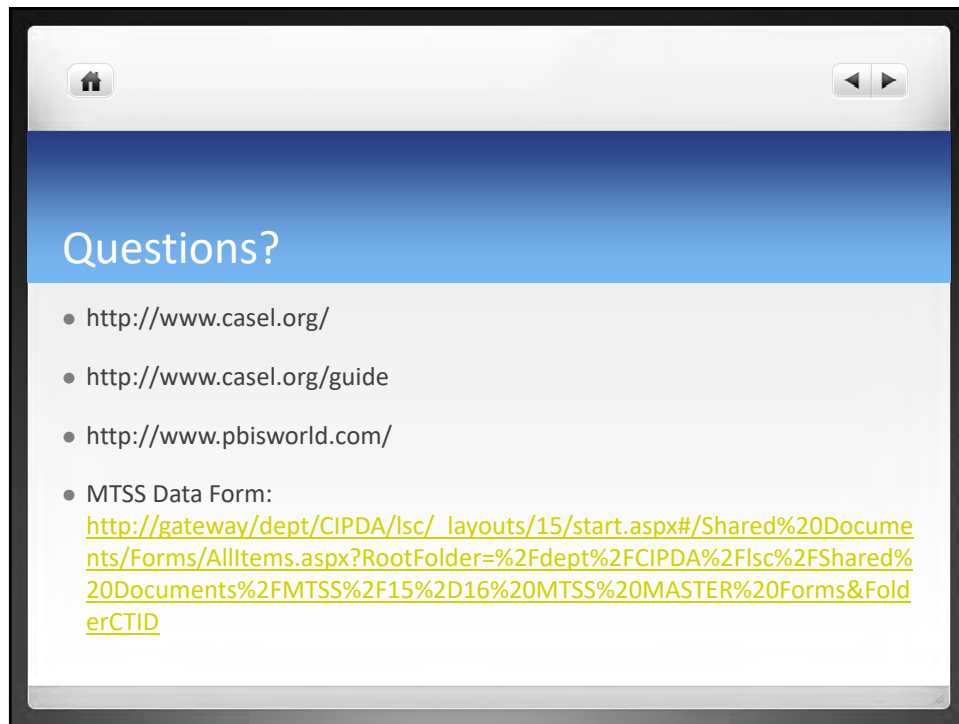 Questions?
http://www.casel.org/
http://www.casel.org/guide
http://www.pbisworld.com/
MTSS Data Form:
http://gateway/dept/CIPDA/lsc/_layouts/15/start.aspx#/Shared%20Docume
nts/Forms/AllItems.aspx?RootFolder=%2Fdept%2FCIPDA%2Flsc%2FShared%
20Documents%2FMTSS%2F15%2D16%20MTSS%20MASTER%20Forms&Fold
erCTID